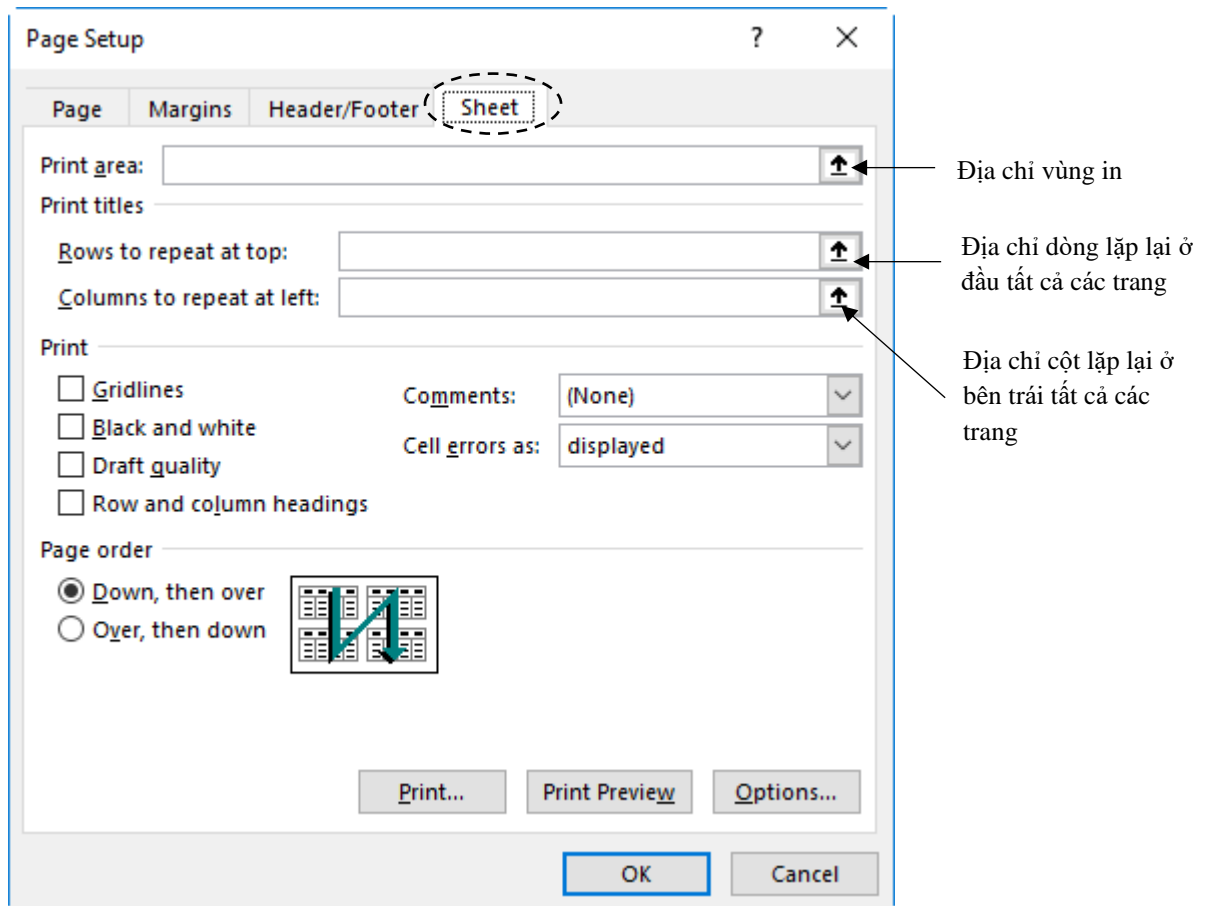 Page Setup
?
Page
Margins
Header/Footer
Sheet
Print area:
Địa chỉ vùng in
Print titles
Rows to repeat at top:
Địa chỉ dòng lặp lại ở
đầu tất cả các trang
Columns to repeat at left:
Print
Địa chỉ cột lặp lại ở
bên trái tất cả các
trang
Gridlines
Comments:
(None)
Black and white
Cell errors as:
displayed
Draft quality
Row and column headings
Page order
Down, then over
Over, then down
Print...
Print Preview
Options...
OK
Cancel